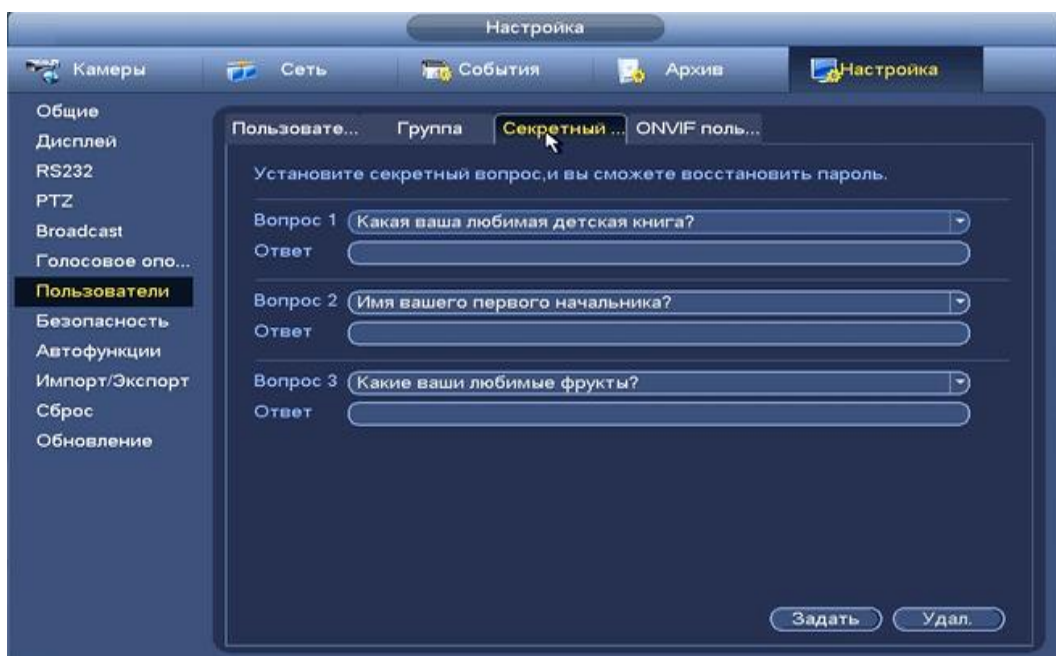 Настройка
Камеры Сеть События Архив Настройка
Общие
Дисплей
RS232
PTZ
Broadcast
Голосовое опо...
Пользователи
Безопасность
Автофункции
Импорт/Экспорт
Сброс
Обновление
Пользовате... Группа Секретный ... ONVIF поль...
Установите секретный вопрос,и вы сможете восстановить пароль.
Вопрос 1 Какая ваша любимая детская книга?
Ответ
Вопрос 2 Имя вашего первого начальника?
Ответ
Вопрос 3 Какие ваши любимые фрукты?
Ответ
Задать Удал.